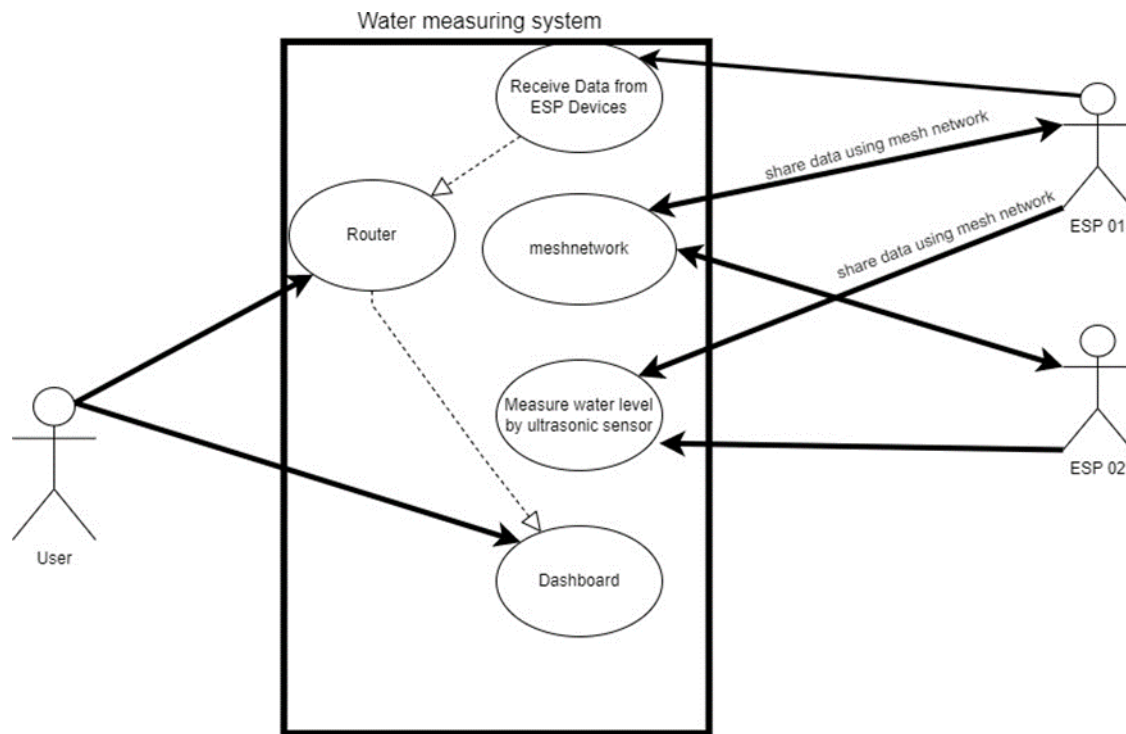 Water measuring system
Receive Data from
ESP Devices
share data using mesh network
ESP 01
Router
meshnetwork
share data using mesh network
Measure water level
by ultrasonic sensor
ESP 02
User
Dashboard